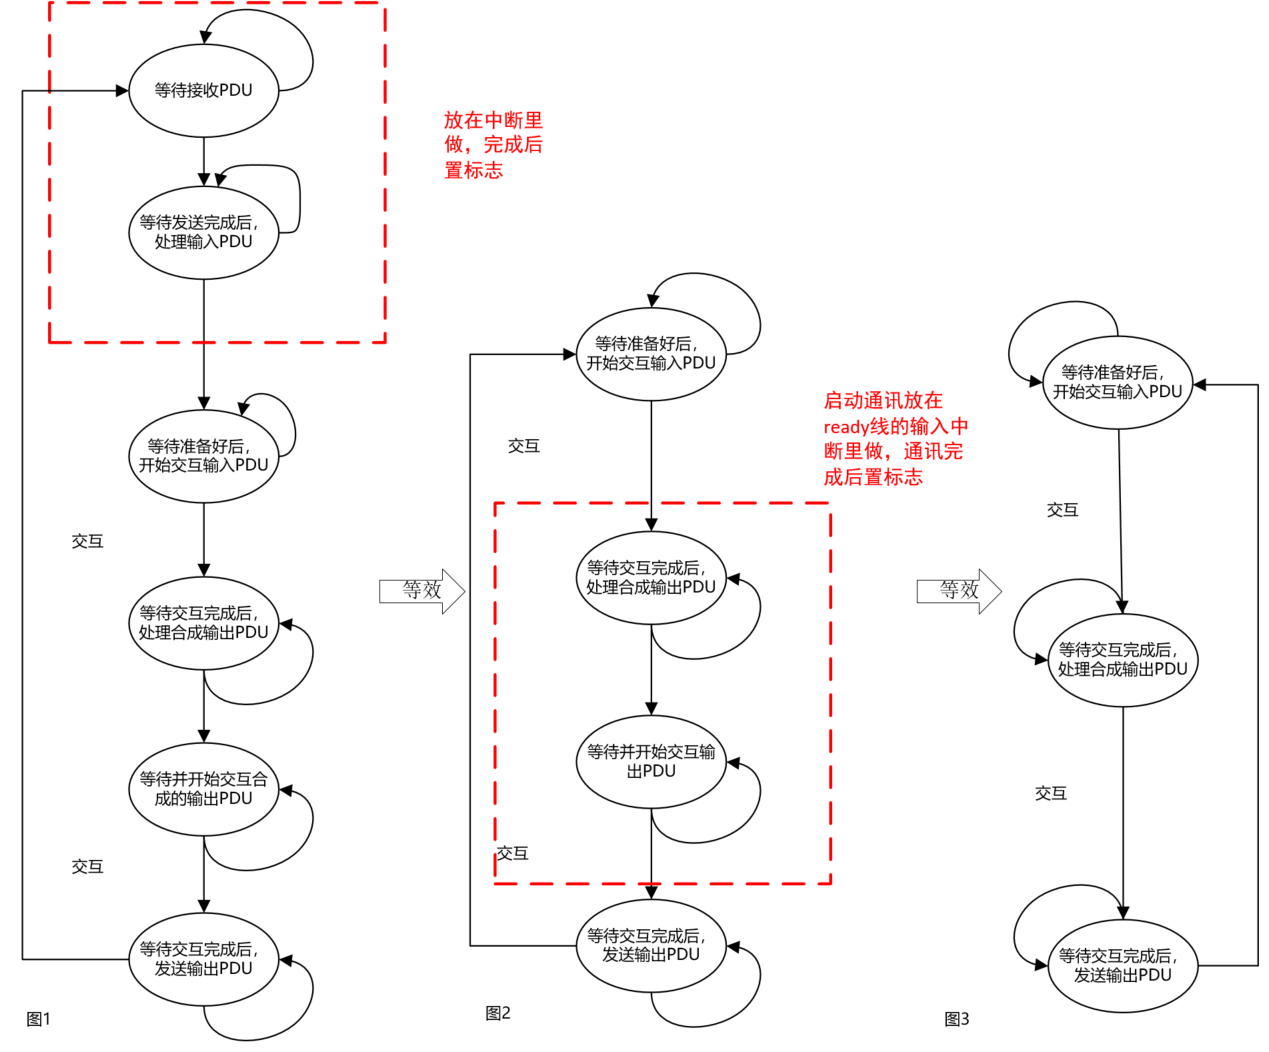 等待接收PDU
等待发送完成后，
处理输入PDU
等待准备好后，
开始交互输入PDU
交互
等待交互完成后，
处理合成输出PDU
等待并开始交互合
成的输出PDU
交互
等待交互完成后，
发送输出PDU
图1
放在中断里
做，完成后
置标志
等效
等待准备好后，
开始交互输入PDU
交互
等待交互完成后，
处理合成输出PDU
等待并开始交互输
出PDU
交互
等待交互完成后，
发送输出PDU
图2
启动通讯放在
ready线的输入中
断里做，通讯完
成后置标志
等效
等待准备好后，
开始交互输入PDU
交互
等待交互完成后，
处理合成输出PDU
交互
等待交互完成后，
发送输出PDU
图3